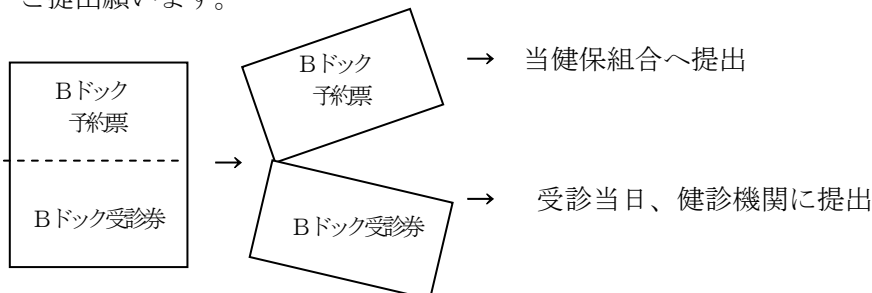 ご提出願います。
Bドック
予約票
Bドック受診券
→
Bドック
予約票
→ 当健保組合へ提出
Bドック受診券
→ 受診当日、健診機関に提出